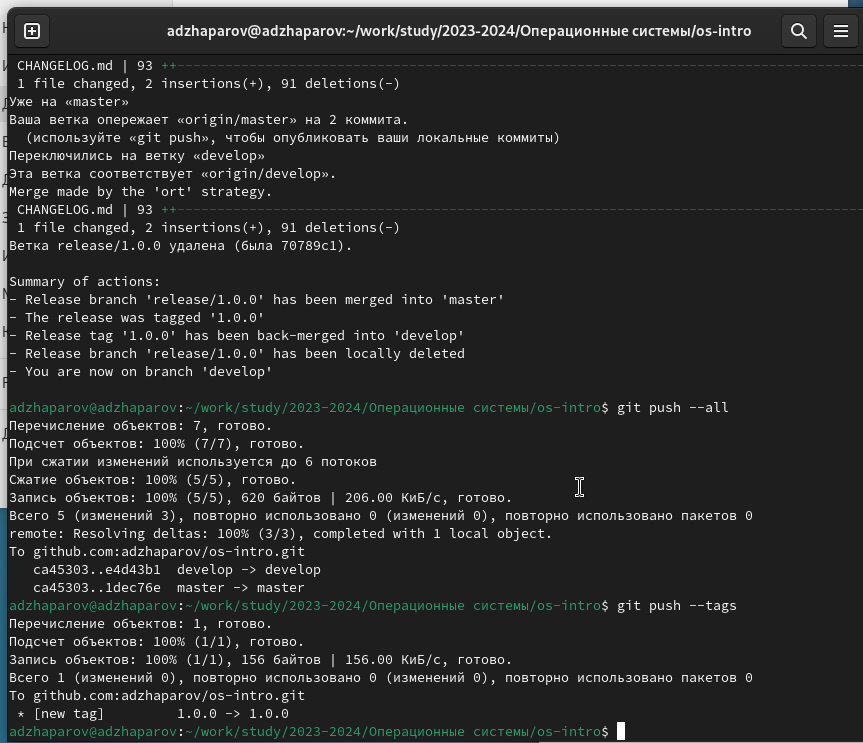 adzhaparov@adzhaparov:~/work/study/2023-2024/Операционные системы/os-intro
CHANGELOG.md | 93 ++-------------------------------------------------------------------------------------
1 file changed, 2 insertions(+), 91 deletions(-)
Уже на «master»
Ваша ветка опережает «origin/master» на 2 коммита.
(используйте «git push», чтобы опубликовать ваши локальные коммиты)
Переключились на ветку «develop»
Эта ветка соответствует «origin/develop».
Merge made by the 'ort' strategy.
CHANGELOG.md | 93 ++-------------------------------------------------------------------------------------
1 file changed, 2 insertions(+), 91 deletions(-)
Ветка release/1.0.0 удалена (была 70789c1).
Summary of actions:
- Release branch 'release/1.0.0' has been merged into 'master'
- The release was tagged '1.0.0'
- Release tag '1.0.0' has been back-merged into 'develop'
- Release branch 'release/1.0.0' has been locally deleted
- You are now on branch 'develop'
adzhaparov@adzhaparov:~/work/study/2023-2024/Операционные системы/os-intro$ git push --all
Перечисление объектов: 7, готово.
Подсчет объектов: 100% (7/7), готово.
При сжатии изменений используется до 6 потоков
Сжатие объектов: 100% (5/5), готово.
Запись объектов: 100% (5/5), 620 байтов | 206.00 КиБ/с, готово.
Всего 5 (изменений 3), повторно использовано 0 (изменений 0), повторно использовано пакетов 0
remote: Resolving deltas: 100% (3/3), completed with 1 local object.
To github.com:adzhaparov/os-intro.git
ca45303..e4d43b1  develop -> develop
ca45303..1dec76e  master -> master
adzhaparov@adzhaparov:~/work/study/2023-2024/Операционные системы/os-intro$ git push --tags
Перечисление объектов: 1, готово.
Подсчет объектов: 100% (1/1), готово.
Запись объектов: 100% (1/1), 156 байтов | 156.00 КиБ/с, готово.
Всего 1 (изменений 0), повторно использовано 0 (изменений 0), повторно использовано пакетов 0
To github.com:adzhaparov/os-intro.git
* [new tag]         1.0.0 -> 1.0.0
adzhaparov@adzhaparov:~/work/study/2023-2024/Операционные системы/os-intro$